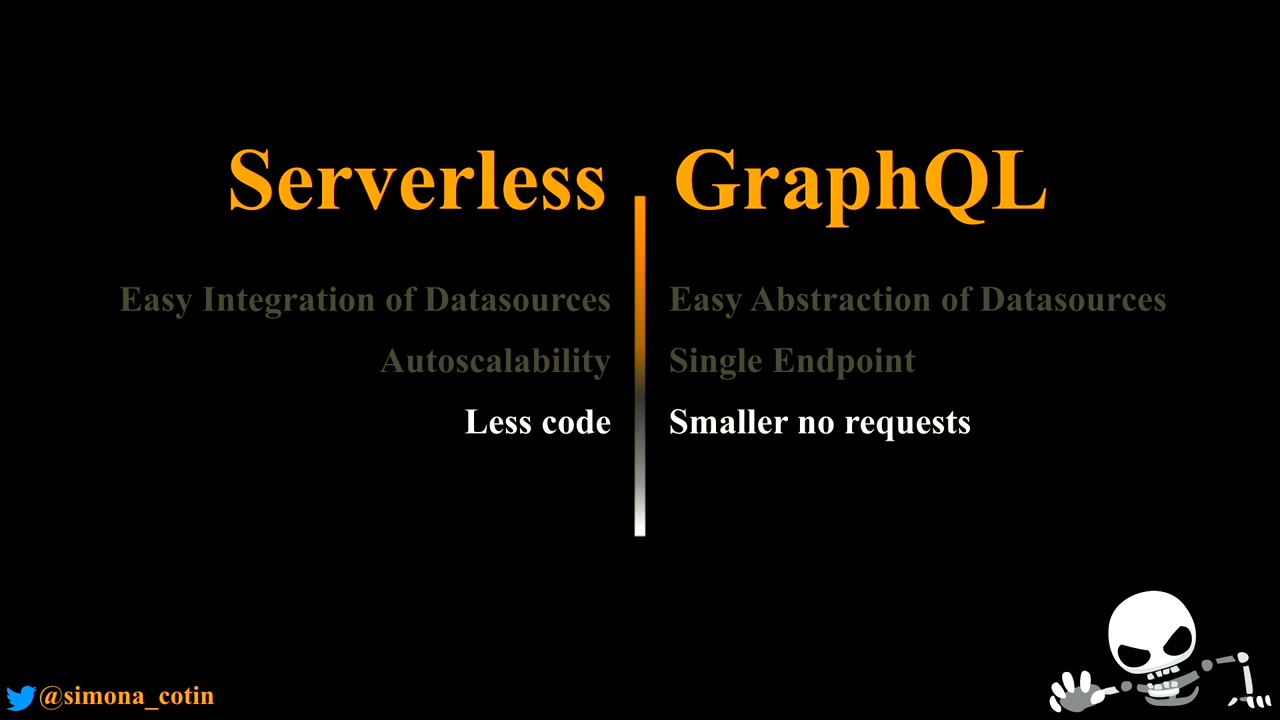 Serverless
GraphQL
Easy Integration of Datasources
Easy Abstraction of Datasources
Autoscalability
Single Endpoint
Less code
Smaller no requests
@simona_cotin